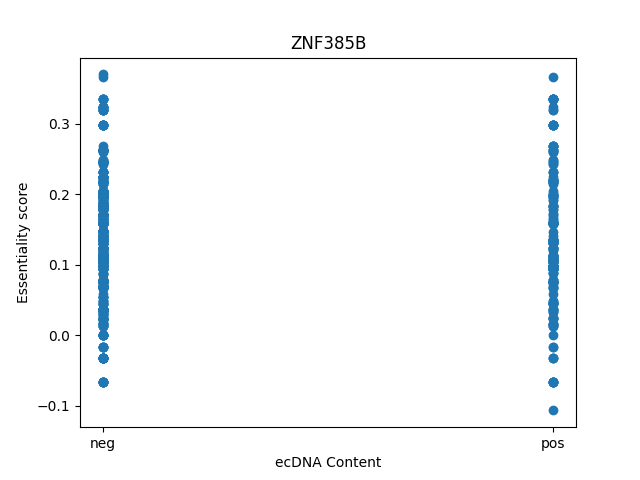 ZNF385B
Essentiality score
0.3
0.2
0.1
0.0
−0.1
neg
pos
ecDNA Content